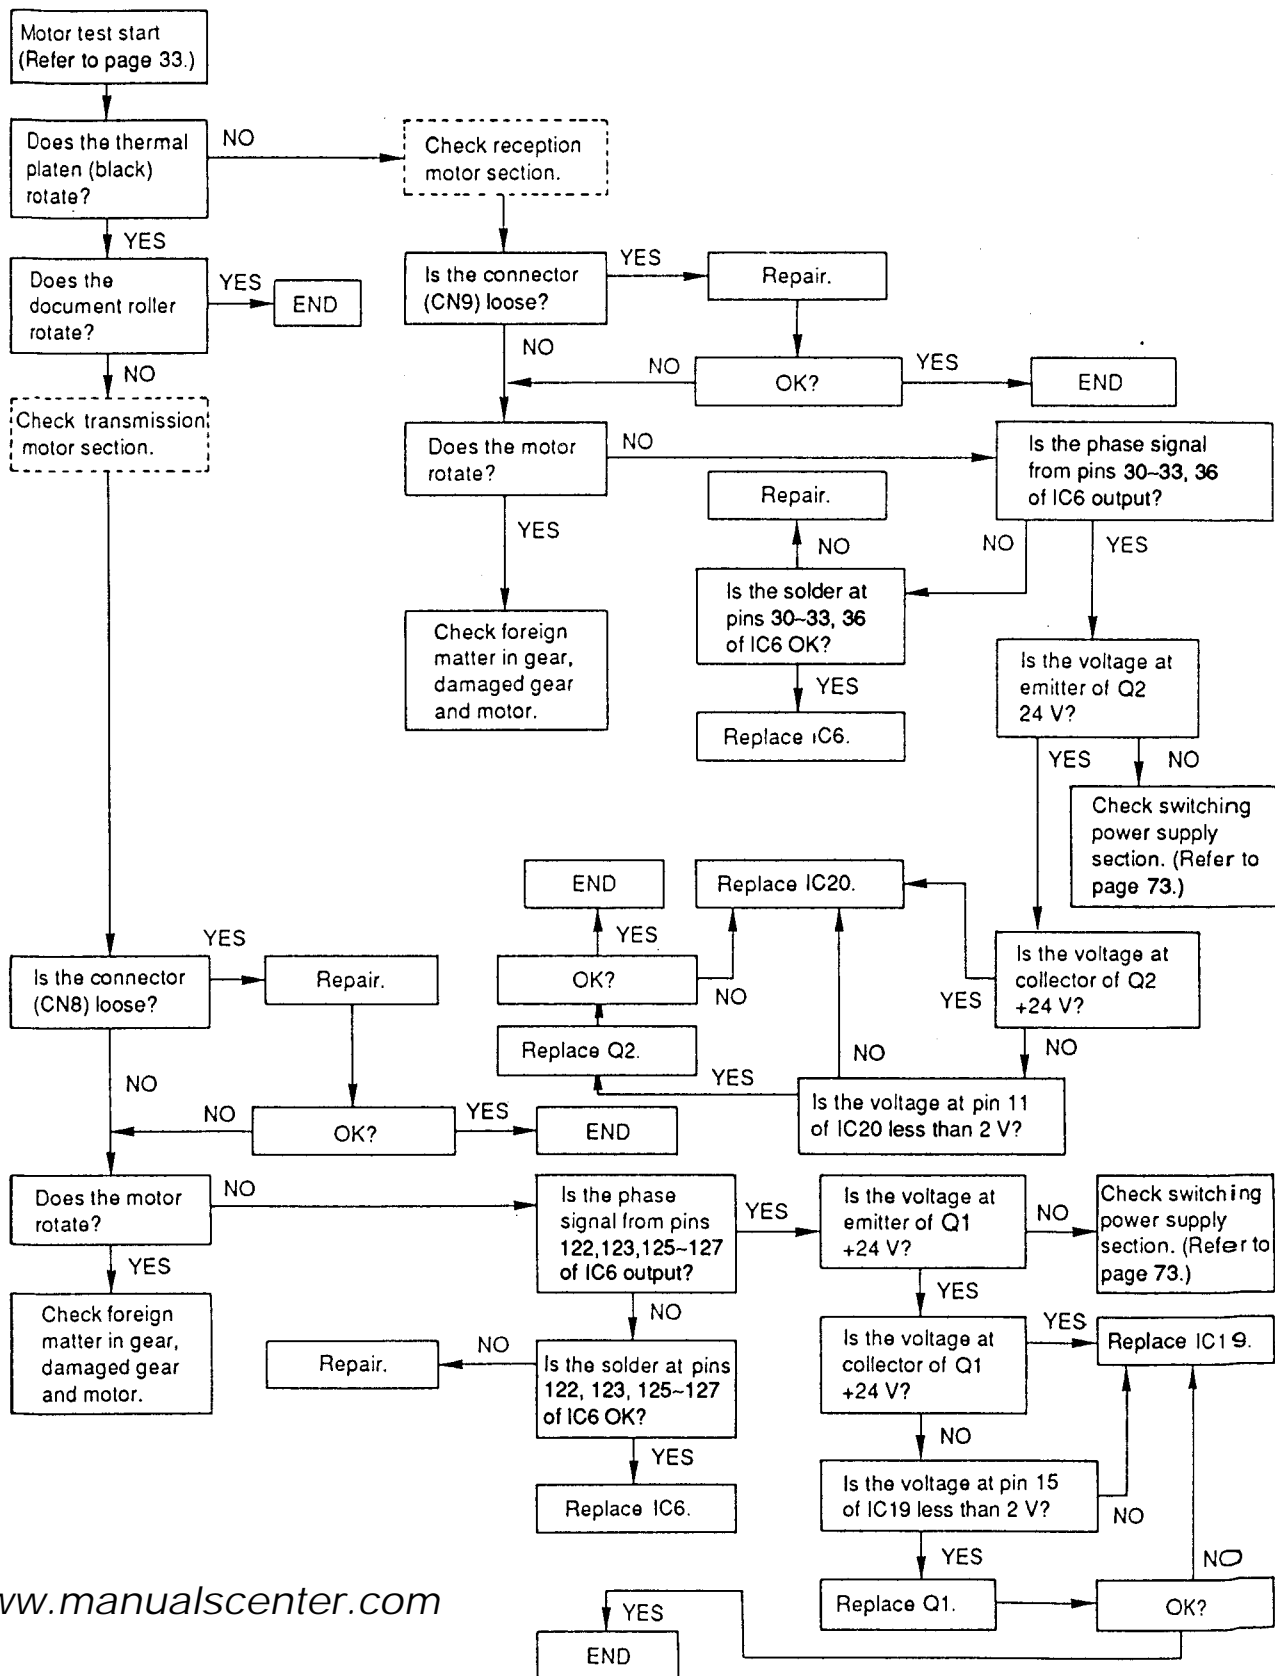 Motor test start
(Refer to page 33.)
Does the thermal
platen (black)
rotate?
NO
Check reception
motor section.
YES
Does the
document roller
rotate?
YES
END
NO
Check transmission
motor section.
Is the connector
(CN9) loose?
YES
Repair.
NO
NO
OK?
YES
END
Does the motor
rotate?
NO
Is the phase signal
from pins 30~33, 36
of IC6 output?
Repair.
YES
NO
NO
YES
Is the solder at
pins 30~33, 36
of IC6 OK?
Check foreign
matter in gear,
damaged gear
and motor.
YES
Replace IC6.
Is the voltage at
emitter of Q2
24 V?
YES
NO
Check switching
power supply
section. (Refer to
page 73.)
END
Replace IC20.
YES
OK?
NO
YES
Is the voltage at
collector of Q2
+24 V?
Replace Q2.
NO
NO
YES
Is the voltage at pin 11
of IC20 less than 2 V?
Is the connector
(CN8) loose?
YES
Repair.
NO
NO
OK?
YES
END
Does the motor
rotate?
NO
Is the phase
signal from pins
122,123,125~127
of IC6 output?
YES
Is the voltage at
emitter of Q1
+24 V?
NO
Check switching
power supply
section. (Refer to
page 73.)
YES
Check foreign
matter in gear,
damaged gear
and motor.
NO
YES
Repair.
NO
Is the solder at pins
122, 123, 125~127
of IC6 OK?
Is the voltage at
collector of Q1
+24 V?
YES
Replace IC19.
YES
Replace IC6.
NO
Is the voltage at pin 15
of IC19 less than 2 V?
NO
YES
NO
Replace Q1.
OK?
YES
END
ww.manualscenter.com